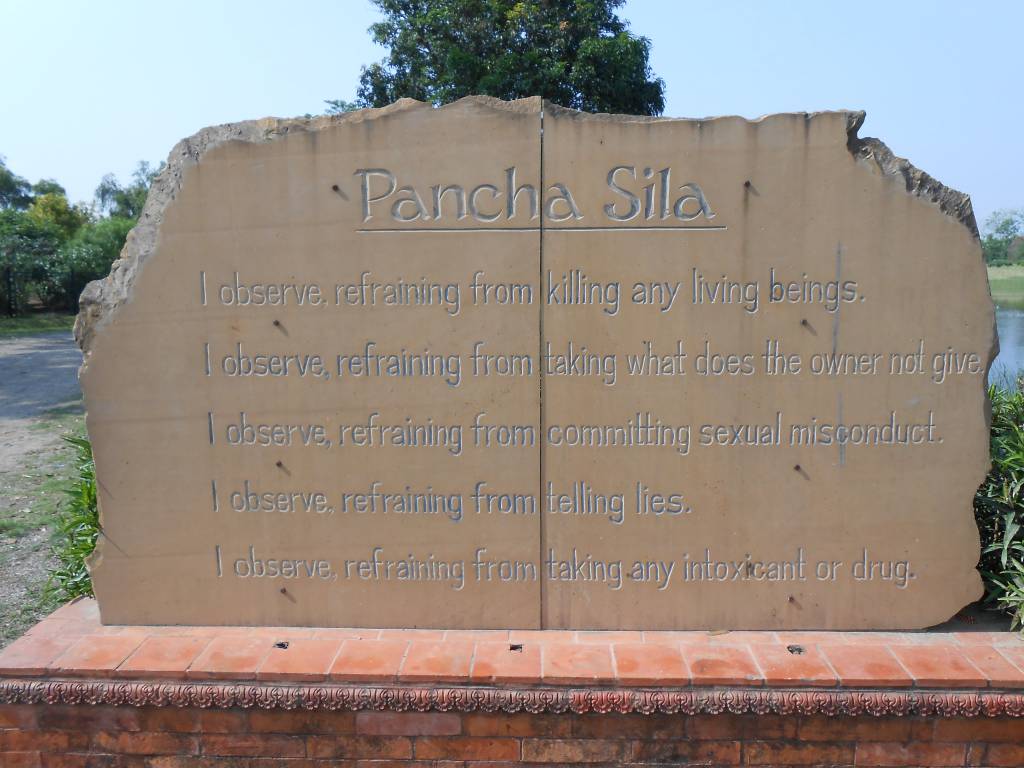 Pancha Sila
I observe, refraining from killing any living beings.
I observe, refraining from taking what does the owner not give.
I observe, refraining from committing sexual misconduct.
I observe, refraining from telling lies.
I observe, refraining from taking any intoxicant or drug.